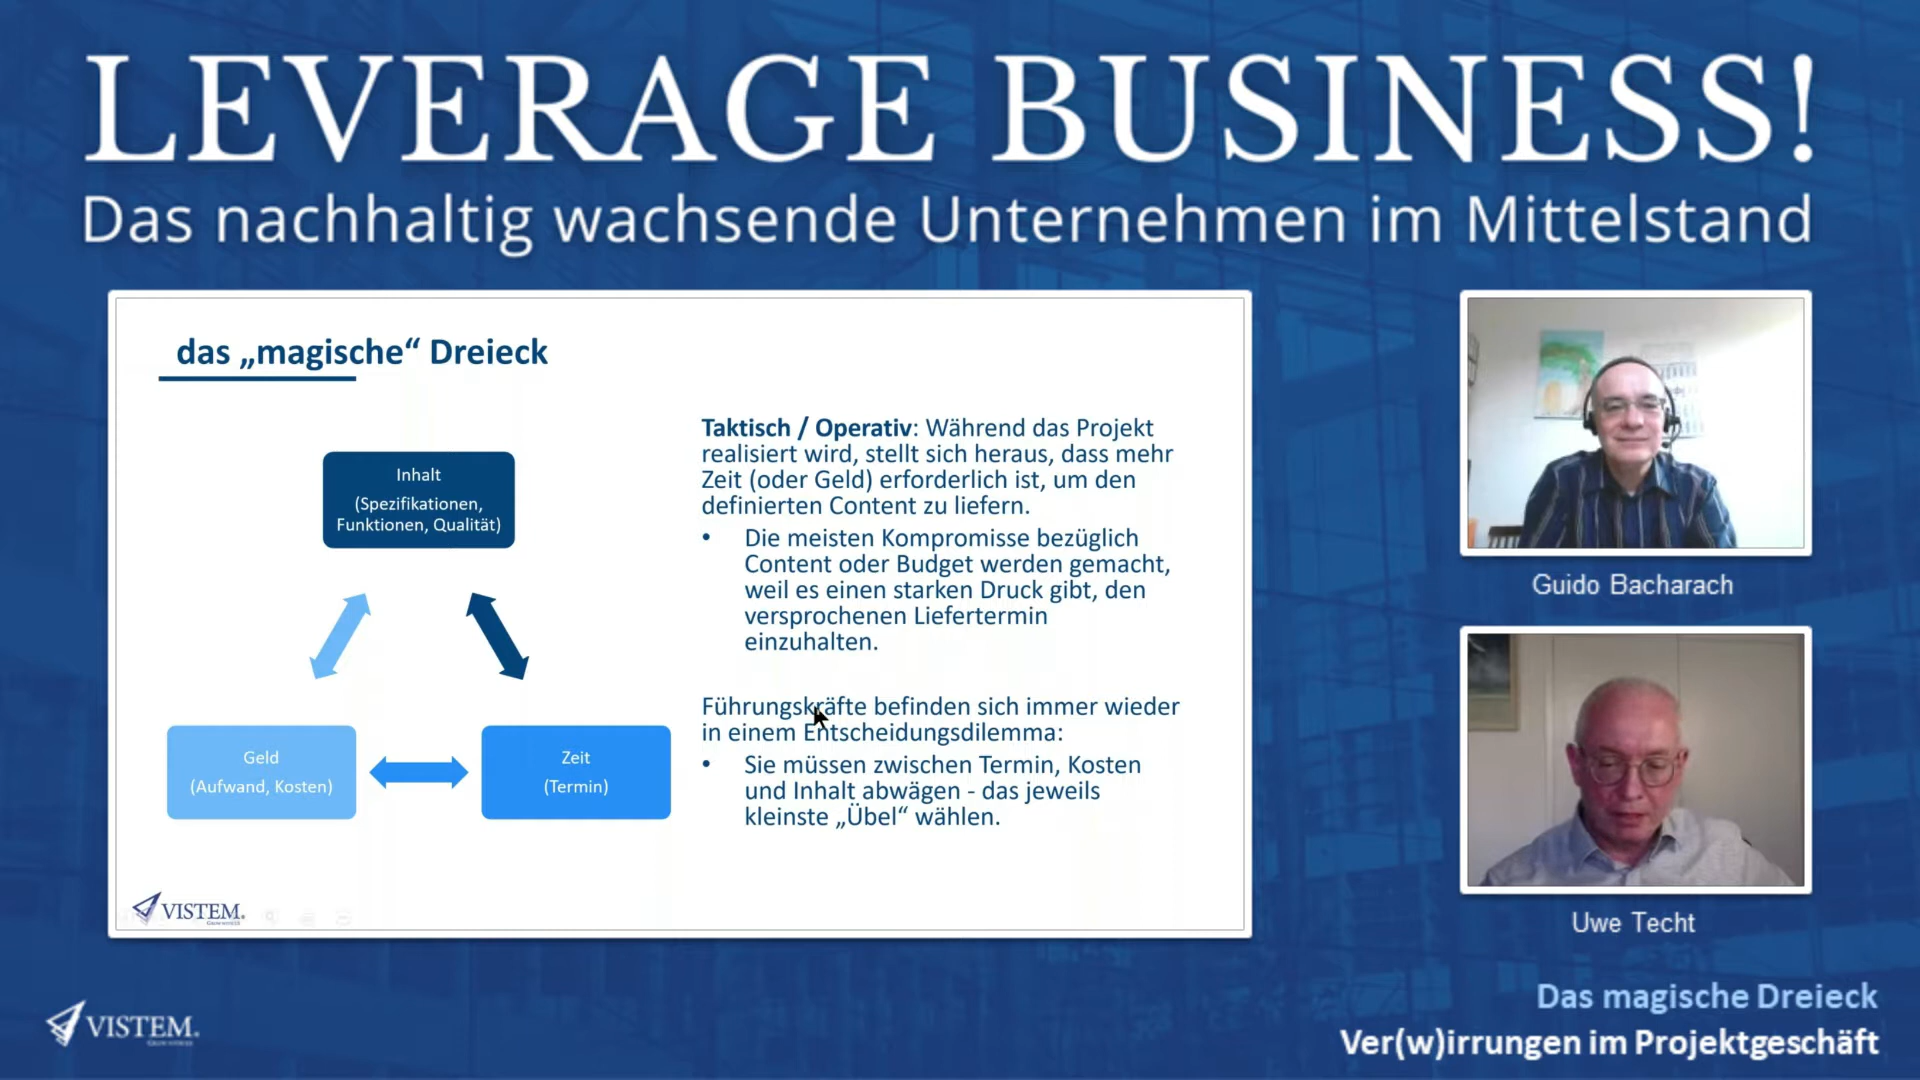 LEVERAGE BUSINESS!
Das nachhaltig wachsende Unternehmen im Mittelstand
das „magische“ Dreieck
Inhalt
(Spezifikationen,
Funktionen, Qualität)
Geld
(Aufwand, Kosten)
Zeit
(Termin)
Taktisch / Operativ: Während das Projekt
realisiert wird, stellt sich heraus, dass mehr
Zeit (oder Geld) erforderlich ist, um den
definierten Content zu liefern.
• Die meisten Kompromisse bezüglich
Content oder Budget werden gemacht,
weil es einen starken Druck gibt, den
versprochenen Liefertermin
einzuhalten.
Führungskräfte befinden sich immer wieder
in einem Entscheidungsdilemma:
• Sie müssen zwischen Termin, Kosten
und Inhalt abwägen - das jeweils
kleinste „Übel“ wählen.
VISTEM.
Guido Bacharach
Uwe Techt
VISTEM.
Das magische Dreieck
Ver(w)irrungen im Projektgeschäft